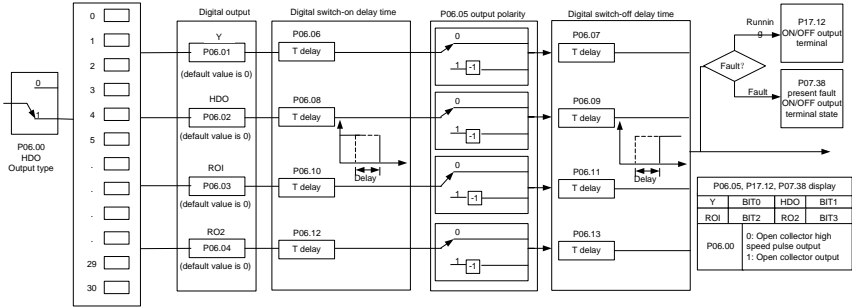 0
1
P06.00
HDO
Output type
0
1
2
3
4
5
.
.
.
.
29
30
Digital output
Y
P06.01
(default value is 0)
HDO
P06.02
(default value is 0)
ROI
P06.03
(default value is 0)
RO2
P06.04
(default value is 0)
Digital switch-on delay time
P06.06
T delay
P06.08
T delay
Delay
P06.10
T delay
P06.12
T delay
P06.05 output polarity
0
1
-1
0
1
-1
0
1
-1
0
1
-1
Digital switch-off delay time
P06.07
T delay
P06.09
T delay
Delay
P06.11
T delay
P06.13
T delay
Fault?
Runnin
g
Fault
P17.12
ON/OFF output
terminal
P07.38
present fault
ON/OFF output
terminal state
P06.05, P17.12, P07.38 display
Y BIT0 HDO BIT1
ROI BIT2 RO2 BIT3
P06.00
0: Open collector high
speed pulse output
1: Open collector output